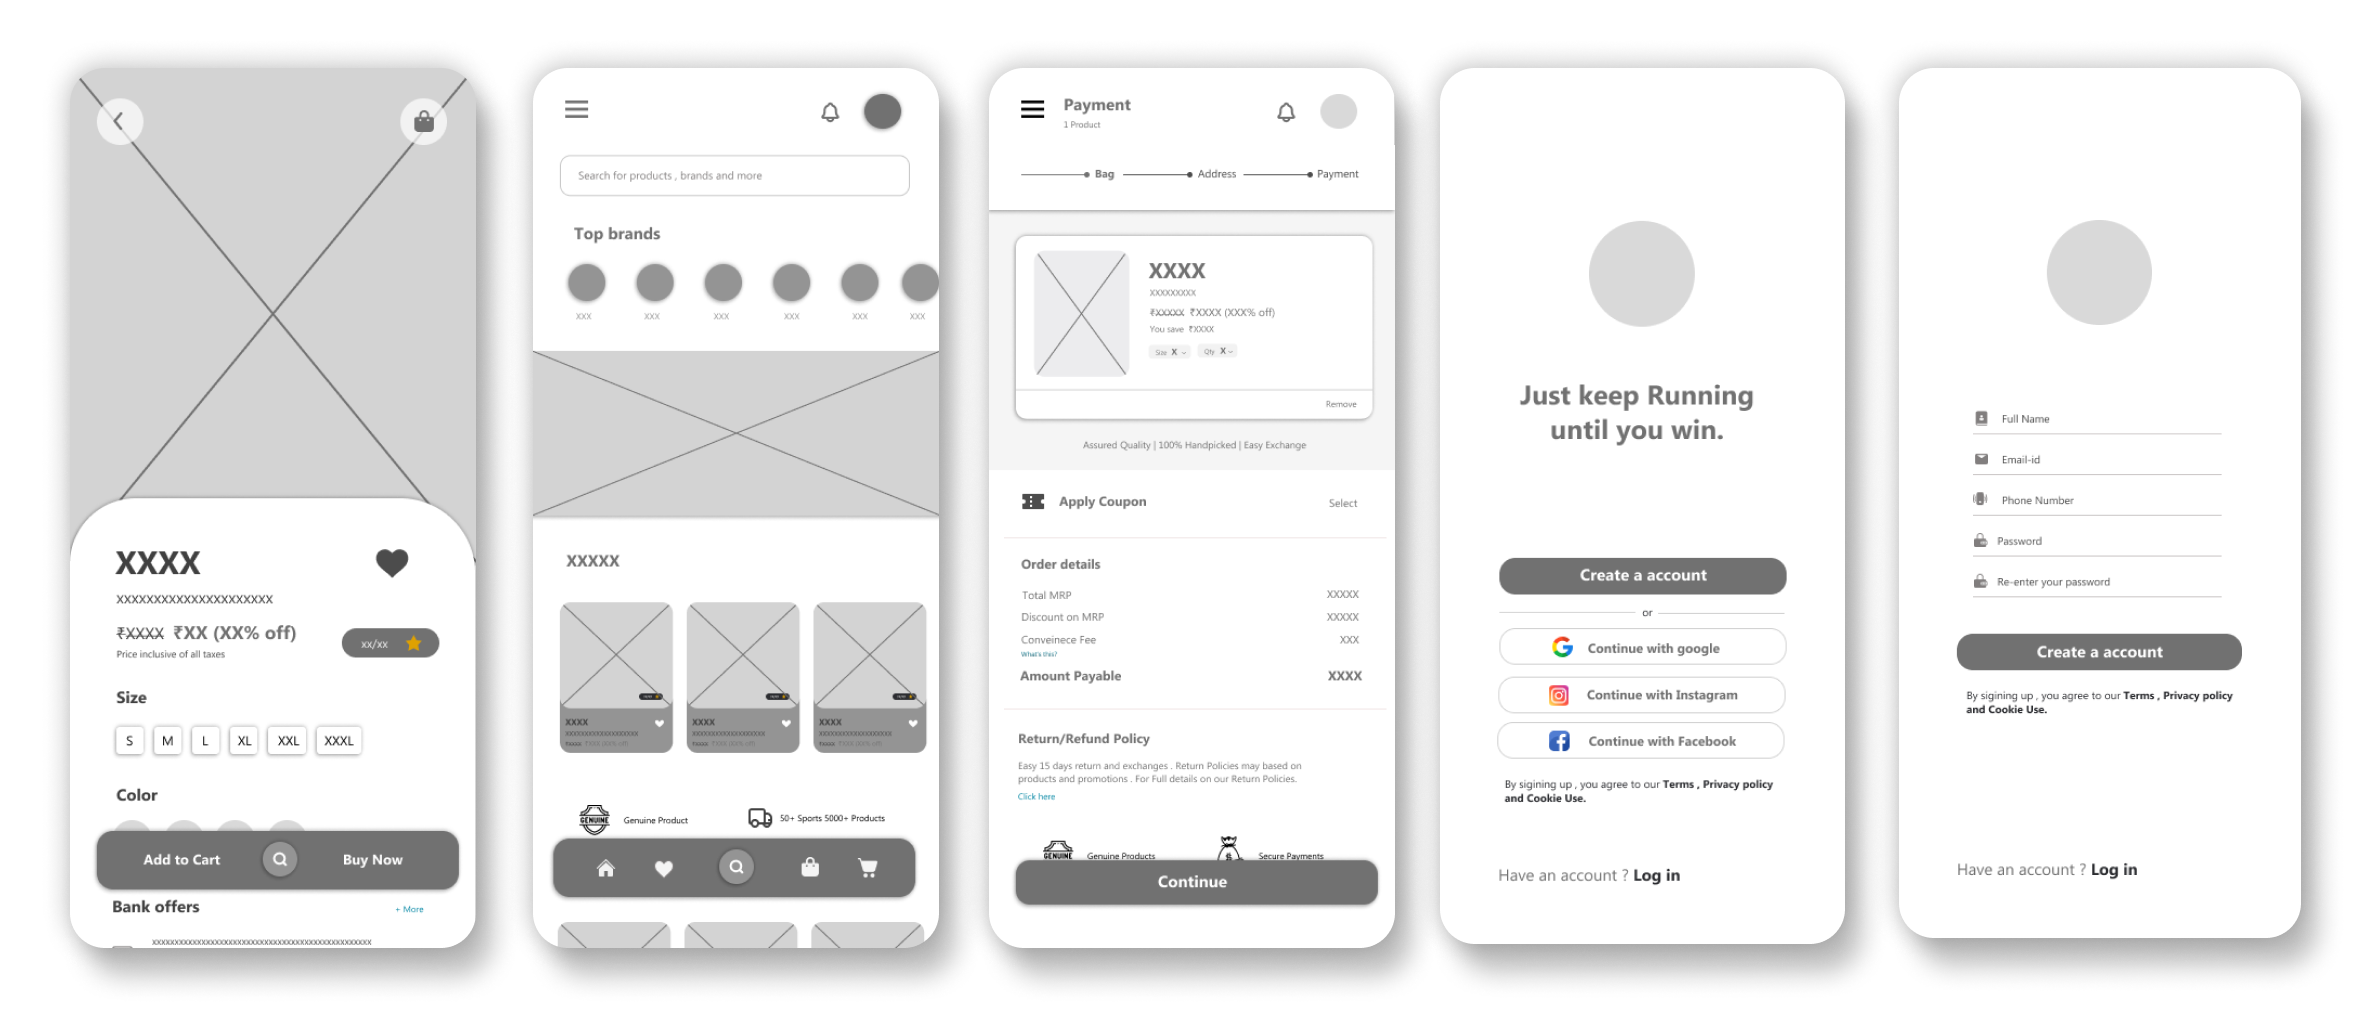 XXXX
XXXXXXXXXXXXXXXXXXXXX
₹XXXX ₹XX (XX% off)
Price inclusive of all taxes
xx/xx
Size
S M L XL XXL XXXL
Color
Add to Cart
Buy Now
Bank offers
+ More
Search for products , brands and more
Top brands
XXX XXX XXX XXX XXX XXX
XXXXX
XXXX
XXXX
XXXX
GENUINE
Genuine Product
50+ Sports 5000+ Products
Payment
1 Product
Bag
Address
Payment
XXXX
XXXXXXXXX
₹XXXXX ₹XXXX (XXX% off)
You save ₹XXXX
Size X
Qty X
Remove
Assured Quality | 100% Handpicked | Easy Exchange
Apply Coupon
Select
Order details
Total MRP XXXXX
Discount on MRP XXXXX
Conveinece Fee XXX
What's this?
Amount Payable XXXX
Return/Refund Policy
Easy 15 days return and exchanges . Return Policies may based on
products and promotions . For Full details on our Return Policies.
Click here
GENUINE
Genuine Products
$
Secure Payments
Continue
Just keep Running
until you win.
Create a account
or
Continue with google
Continue with Instagram
Continue with Facebook
By sigining up , you agree to our Terms , Privacy policy
and Cookie Use.
Have an account ? Log in
Full Name
Email-id
Phone Number
Password
Re-enter your password
Create a account
By sigining up , you agree to our Terms , Privacy policy
and Cookie Use.
Have an account ? Log in